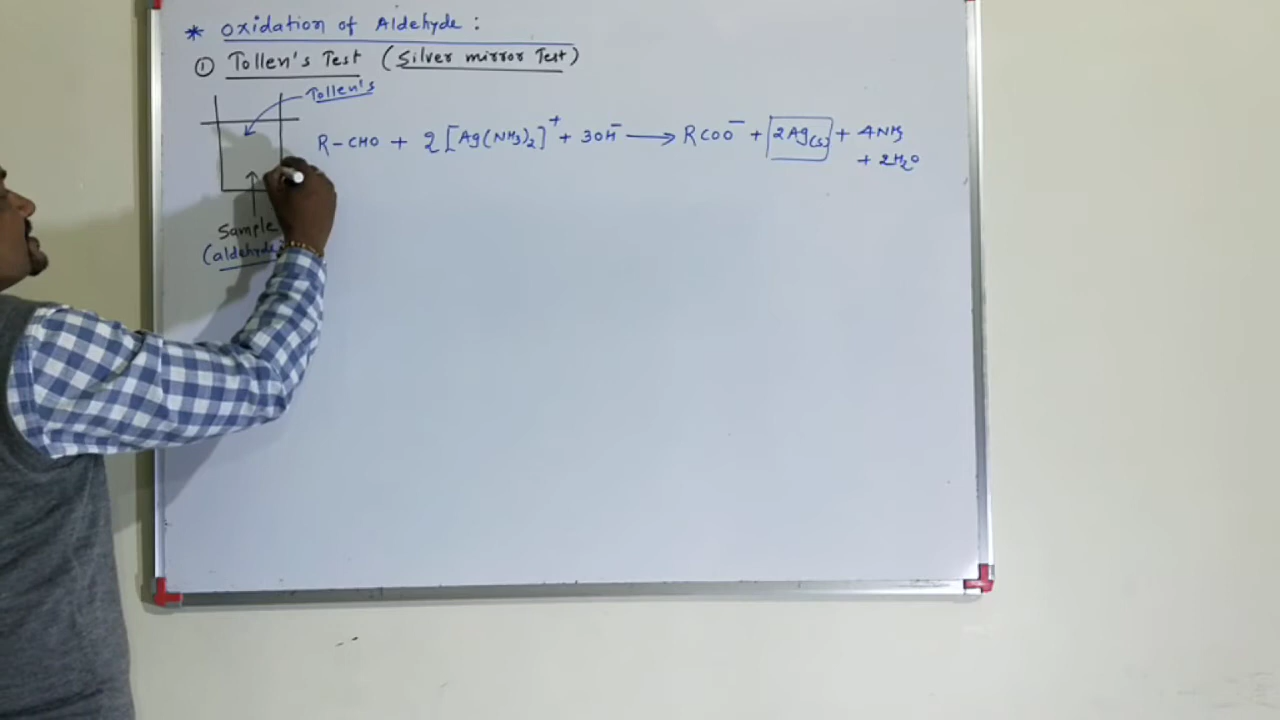 * Oxidation of Aldehyde :
① Tollen's Test (Silver mirror Test)
Tollen's
R-CHO + 2[Ag(NH₃)₂]⁺ + 3OH⁻ ⟶ RCOO⁻ + 2Ag(s) + 4NH₃
+ 2H₂O
Sample
(aldehyde